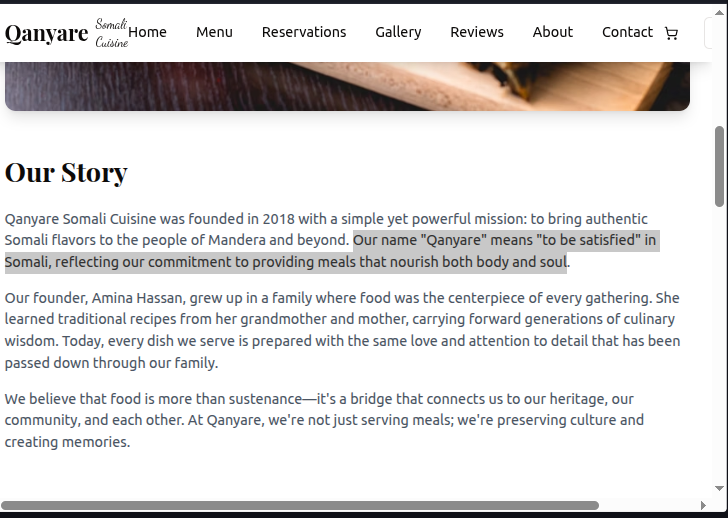 Qanyare Somali Cuisine Home Menu Reservations Gallery Reviews About Contact
Our Story
Qanyare Somali Cuisine was founded in 2018 with a simple yet powerful mission: to bring authentic
Somali flavors to the people of Mandera and beyond. Our name "Qanyare" means "to be satisfied" in
Somali, reflecting our commitment to providing meals that nourish both body and soul.
Our founder, Amina Hassan, grew up in a family where food was the centerpiece of every gathering. She
learned traditional recipes from her grandmother and mother, carrying forward generations of culinary
wisdom. Today, every dish we serve is prepared with the same love and attention to detail that has been
passed down through our family.
We believe that food is more than sustenance—it's a bridge that connects us to our heritage, our
community, and each other. At Qanyare, we're not just serving meals; we're preserving culture and
creating memories.